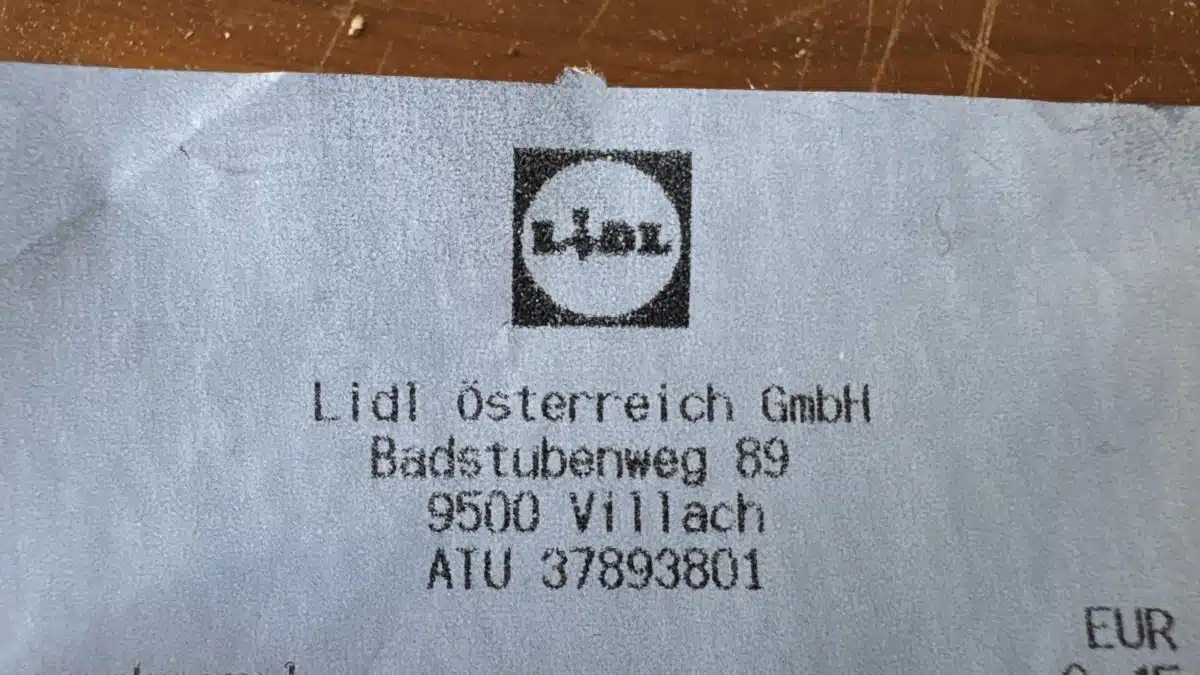 LIDL
Lidl Österreich GmbH
Badstubenweg 89
9500 Villach
ATU 37893801
EUR